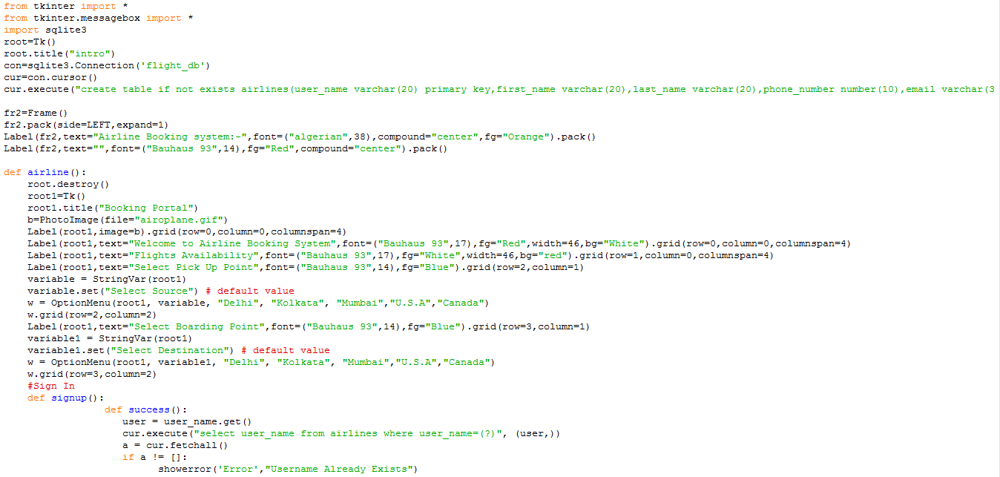 from tkinter import *
from tkinter.messagebox import *
import sqlite3
root=Tk()
root.title("intro")
con=sqlite3.Connection('flight_db')
cur=con.cursor()
cur.execute("create table if not exists airlines(user_name varchar(20) primary key,first_name varchar(20),last_name varchar(20),phone_number number(10),email varchar(3

fr2=Frame()
fr2.pack(side=LEFT,expand=1)
Label(fr2,text="Airline Booking system:-",font=("algerian",38),compound="center",fg="Orange").pack()
Label(fr2,text="",font=("Bauhaus 93",14),fg="Red",compound="center").pack()

def airline():
    root.destroy()
    root1=Tk()
    root1.title("Booking Portal")
    b=PhotoImage(file="airoplane.gif")
    Label(root1,image=b).grid(row=0,column=0,columnspan=4)
    Label(root1,text="Welcome to Airline Booking System",font=("Bauhaus 93",17),fg="Red",width=46,bg="White").grid(row=0,column=0,columnspan=4)
    Label(root1,text="Flights Availability",font=("Bauhaus 93",17),fg="White",width=46,bg="red").grid(row=1,column=0,columnspan=4)
    Label(root1,text="Select Pick Up Point",font=("Bauhaus 93",14),fg="Blue").grid(row=2,column=1)
    variable = StringVar(root1)
    variable.set("Select Source") # default value
    w = OptionMenu(root1, variable, "Delhi", "Kolkata", "Mumbai","U.S.A","Canada")
    w.grid(row=2,column=2)
    Label(root1,text="Select Boarding Point",font=("Bauhaus 93",14),fg="Blue").grid(row=3,column=1)
    variable1 = StringVar(root1)
    variable1.set("Select Destination") # default value
    w = OptionMenu(root1, variable1, "Delhi", "Kolkata", "Mumbai","U.S.A","Canada")
    w.grid(row=3,column=2)
    #Sign In
    def signup():
                 def success():
                    user = user_name.get()
                    cur.execute("select user_name from airlines where user_name=(?)", (user,))
                    a = cur.fetchall()
                    if a != []:
                          showerror('Error',"Username Already Exists")